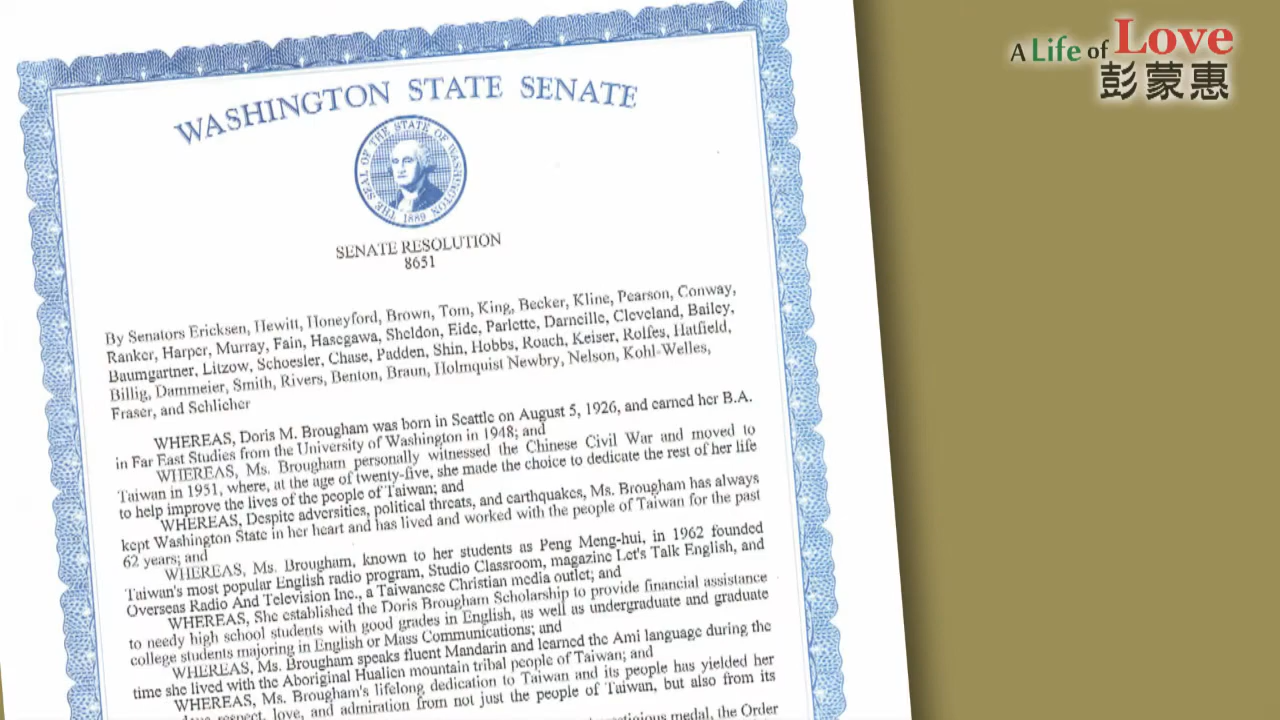 A Life of Love
彭蒙惠
WASHINGTON STATE SENATE
THE SEAL OF THE STATE OF WASHINGTON
1889
SENATE RESOLUTION
8651
By Senators Ericksen, Hewitt, Honeyford, Brown, Tom, King, Becker, Kline, Pearson, Conway,
Ranker, Harper, Murray, Fain, Hasegawa, Sheldon, Eide, Parlette, Darneille, Cleveland, Bailey,
Baumgartner, Litzow, Schoesler, Chase, Padden, Shin, Hobbs, Roach, Keiser, Rolfes, Hatfield,
Billig, Dammeier, Smith, Rivers, Benton, Braun, Holmquist Newbry, Nelson, Kohl-Welles,
Fraser, and Schlicher
WHEREAS, Doris M. Brougham was born in Seattle on August 5, 1926, and earned her B.A.
in Far East Studies from the University of Washington in 1948; and
WHEREAS, Ms. Brougham personally witnessed the Chinese Civil War and moved to
Taiwan in 1951, where, at the age of twenty-five, she made the choice to dedicate the rest of her life
to help improve the lives of the people of Taiwan; and
WHEREAS, Despite adversities, political threats, and earthquakes, Ms. Brougham has always
kept Washington State in her heart and has lived and worked with the people of Taiwan for the past
62 years; and
WHEREAS, Ms. Brougham, known to her students as Peng Meng-hui, in 1962 founded
Taiwan's most popular English radio program, Studio Classroom, magazine Let's Talk English, and
Overseas Radio And Television Inc., a Taiwanese Christian media outlet; and
WHEREAS, She established the Doris Brougham Scholarship to provide financial assistance
to needy high school students with good grades in English, as well as undergraduate and graduate
college students majoring in English or Mass Communications; and
WHEREAS, Ms. Brougham speaks fluent Mandarin and learned the Ami language during the
time she lived with the Aboriginal Hualien mountain tribal people of Taiwan; and
WHEREAS, Ms. Brougham's lifelong dedication to Taiwan and its people has yielded her
respect, love, and admiration from not just the people of Taiwan, but also from its
medal, the Order